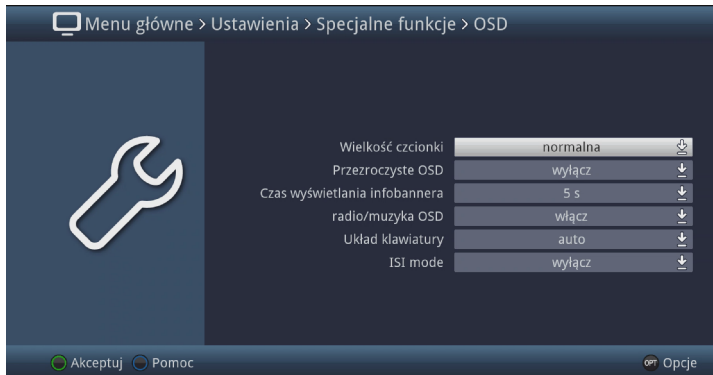 Menu główne > Ustawienia > Specjalne funkcje > OSD
Wielkość czcionki normalna
Przezroczyste OSD wyłącz
Czas wyświetlania infobannera 5 s
radio/muzyka OSD włącz
Układ klawiatury auto
ISI mode wyłącz
Akceptuj Pomoc OPT Opcje